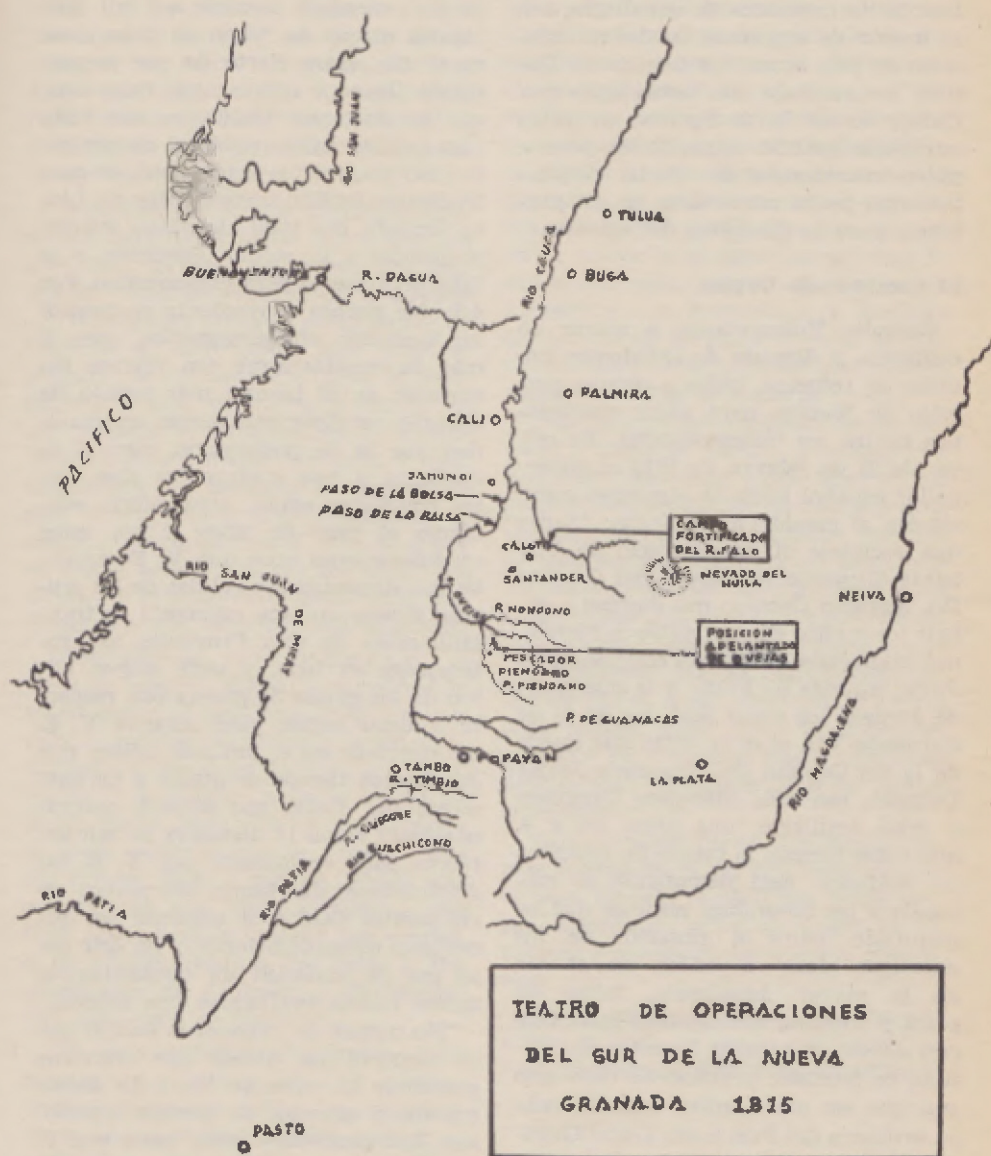 RIO SAN JUAN
TULUA
RIO CAUCA
BUENAVENTURA
R. DAGUA
BUGA
PACIFICO
PALMIRA
CALI
JAMUNDI
PASO DE LA BOLSA
PASO DE LA BALSA
CAMPO
FORTIFICADO
DEL R. PALO
CALOTO
RIO SAN JUAN DE MICAY
SANTANDER
NEVADO DEL
HUILA
NEIVA
R. OVEJAS
R. MONDOMO
POSICION
ADELANTADO
DE OVEJAS
PESCADOR
PIENDAMO
P. PIENDAMO
P. DE GUANACAS
POPAYAN
TAMBO
R. TIMBIO
LA PLATA
RIO MAGDALENA
RIO GUACHICONO
RIO PATIA
RIO PATIA
TEATRO DE OPERACIONES
DEL SUR DE LA NUEVA
GRANADA 1815
PASTO